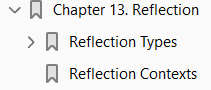 Chapter 13. Reflection
Reflection Types
Reflection Contexts